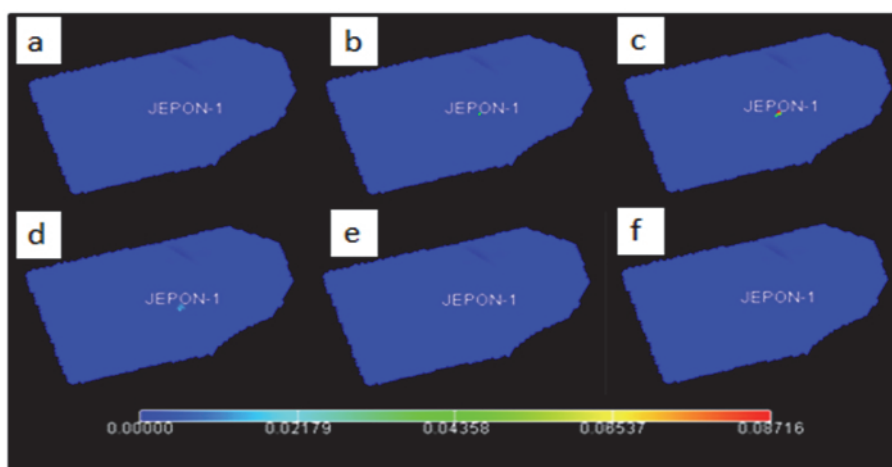 a
b
c
JEPON-1
JEPON-1
JEPON-1
d
e
f
JEPON-1
JEPON-1
JEPON-1
0.00000
0.02179
0.04358
0.06537
0.08716